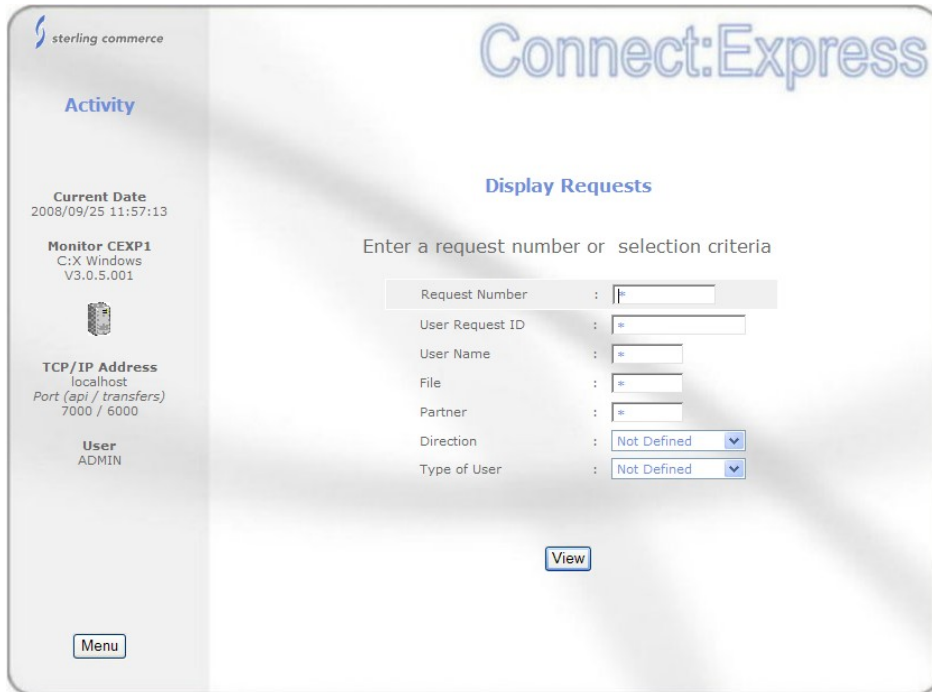 sterling commerce
Connect:Express
Activity
Current Date
2008/09/25 11:57:13
Monitor CEXP1
C:X Windows
V3.0.5.001
TCP/IP Address
localhost
Port (api / transfers)
7000 / 6000
User
ADMIN
Menu
Display Requests
Enter a request number or selection criteria
Request Number : *
User Request ID : *
User Name : *
File : *
Partner : *
Direction : Not Defined
Type of User : Not Defined
View